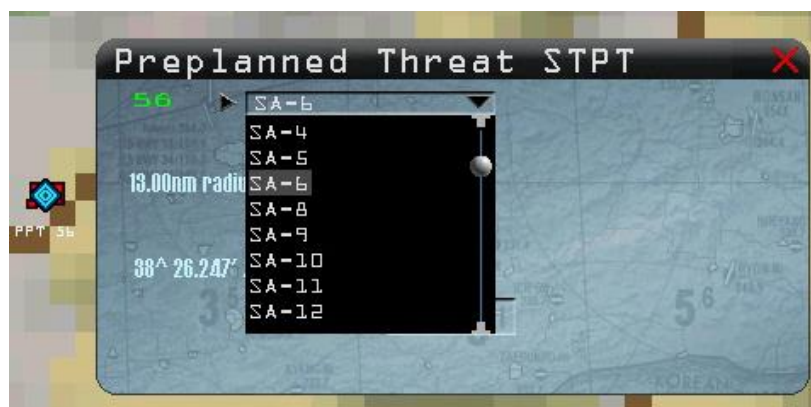 Preplanned Threat STPT
56 SA-6
SA-4
SA-5
13.00nm SA-6
SA-8
PPT 56 SA-9
38^ 26.247' SA-10
SA-11
SA-12